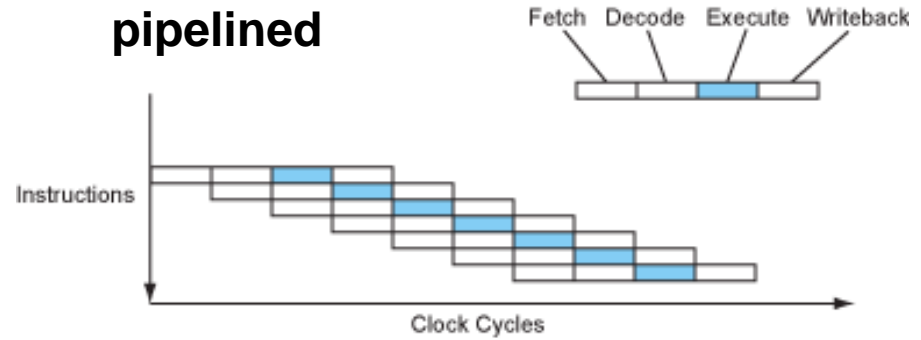 pipelined
Fetch Decode Execute Writeback
Instructions
Clock Cycles